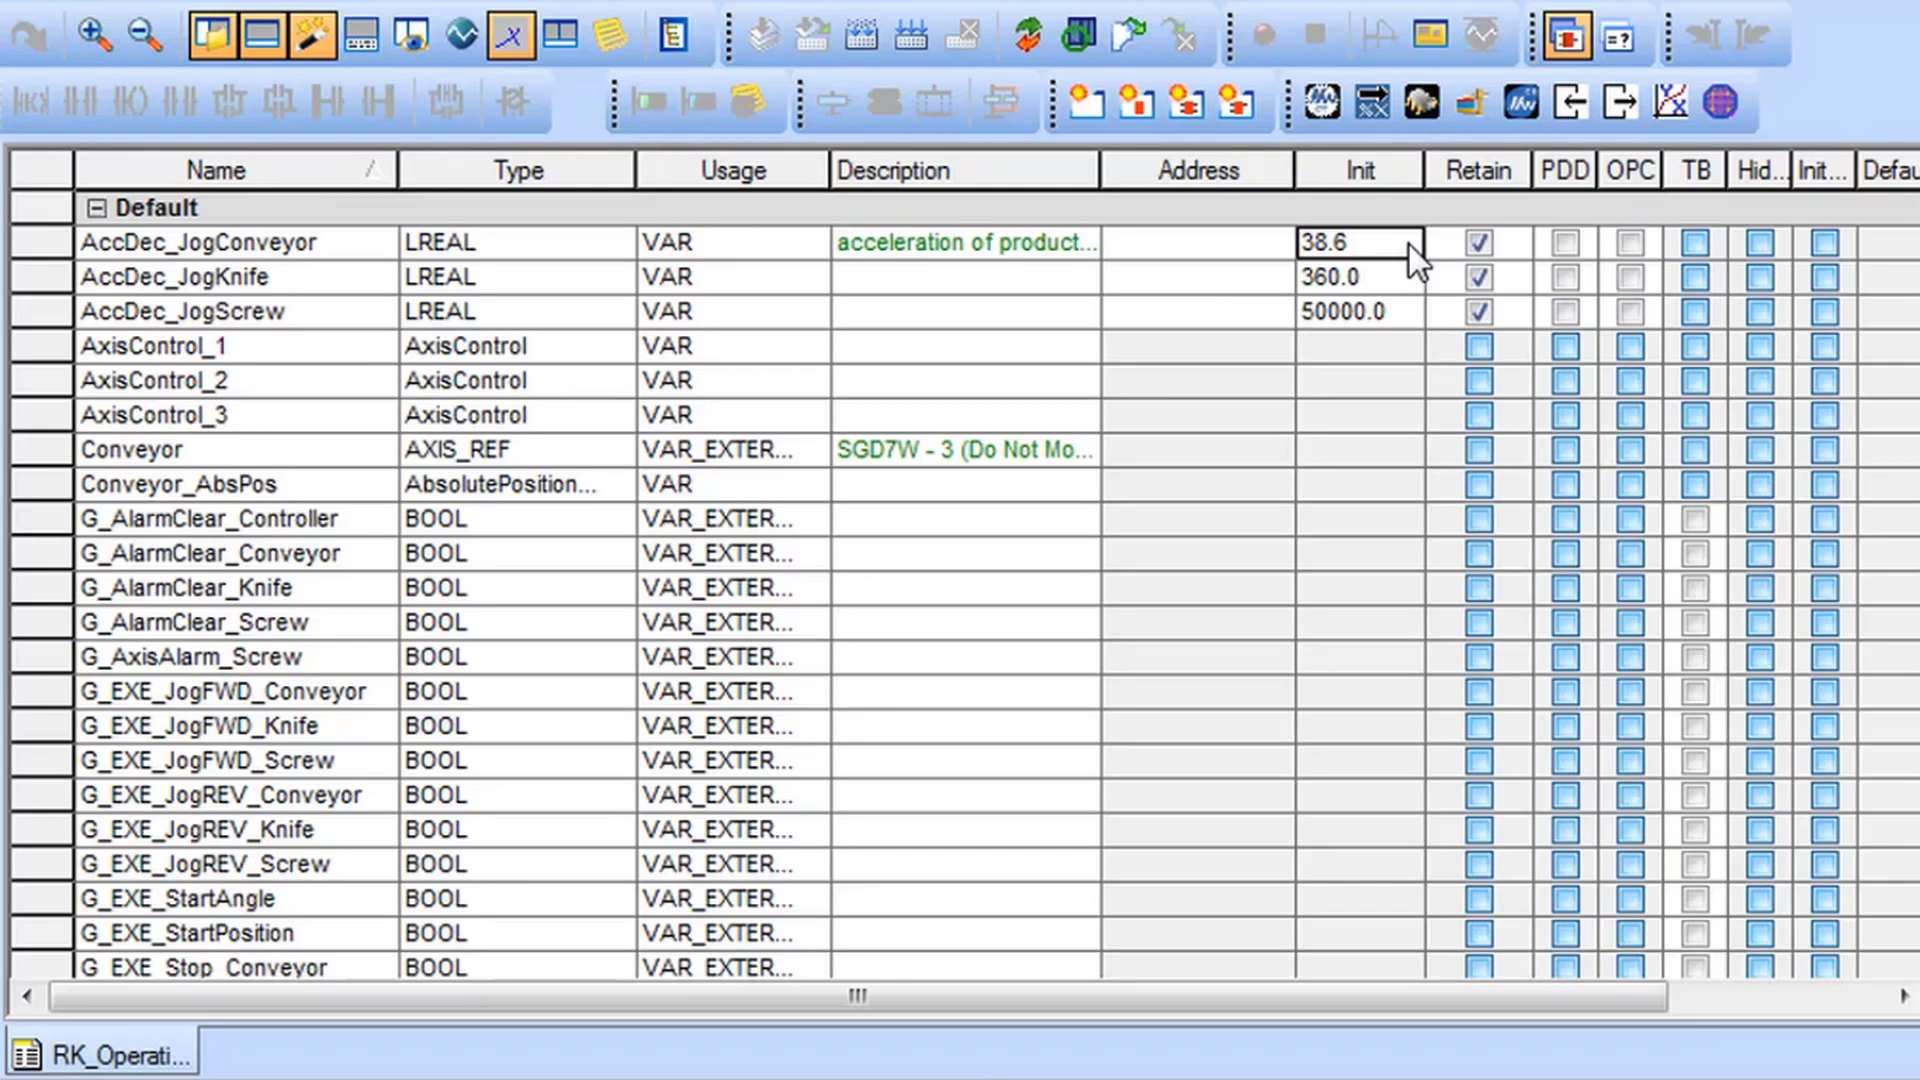 Name Type Usage Description Address Init Retain PDD OPC TB Hid... Init... Defau
Default
AccDec_JogConveyor LREAL VAR acceleration of product... 38.6
AccDec_JogKnife LREAL VAR 360.0
AccDec_JogScrew LREAL VAR 50000.0
AxisControl_1 AxisControl VAR
AxisControl_2 AxisControl VAR
AxisControl_3 AxisControl VAR
Conveyor AXIS_REF VAR_EXTER... SGD7W - 3 (Do Not Mo...
Conveyor_AbsPos AbsolutePosition... VAR
G_AlarmClear_Controller BOOL VAR_EXTER...
G_AlarmClear_Conveyor BOOL VAR_EXTER...
G_AlarmClear_Knife BOOL VAR_EXTER...
G_AlarmClear_Screw BOOL VAR_EXTER...
G_AxisAlarm_Screw BOOL VAR_EXTER...
G_EXE_JogFWD_Conveyor BOOL VAR_EXTER...
G_EXE_JogFWD_Knife BOOL VAR_EXTER...
G_EXE_JogFWD_Screw BOOL VAR_EXTER...
G_EXE_JogREV_Conveyor BOOL VAR_EXTER...
G_EXE_JogREV_Knife BOOL VAR_EXTER...
G_EXE_JogREV_Screw BOOL VAR_EXTER...
G_EXE_StartAngle BOOL VAR_EXTER...
G_EXE_StartPosition BOOL VAR_EXTER...
G_EXE_Stop_Conveyor BOOL VAR_EXTER...
RK_Operati...